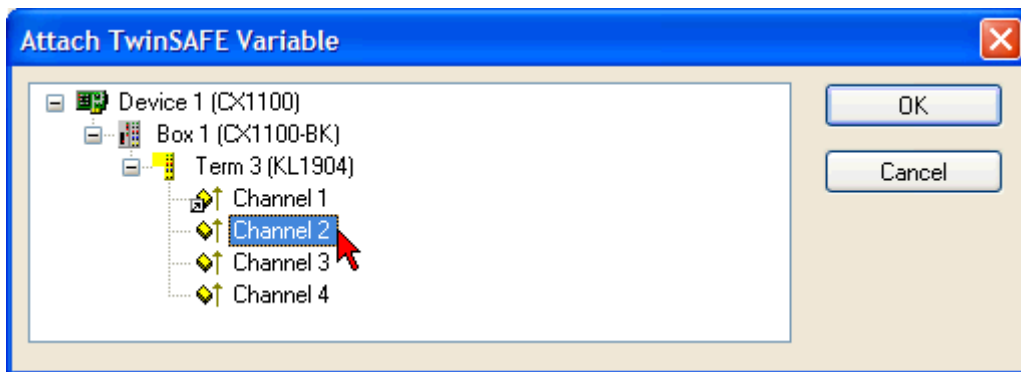 Attach TwinSAFE Variable
Device 1 (CX1100)
Box 1 (CX1100-BK)
Term 3 (KL1904)
Channel 1
Channel 2
Channel 3
Channel 4
OK
Cancel